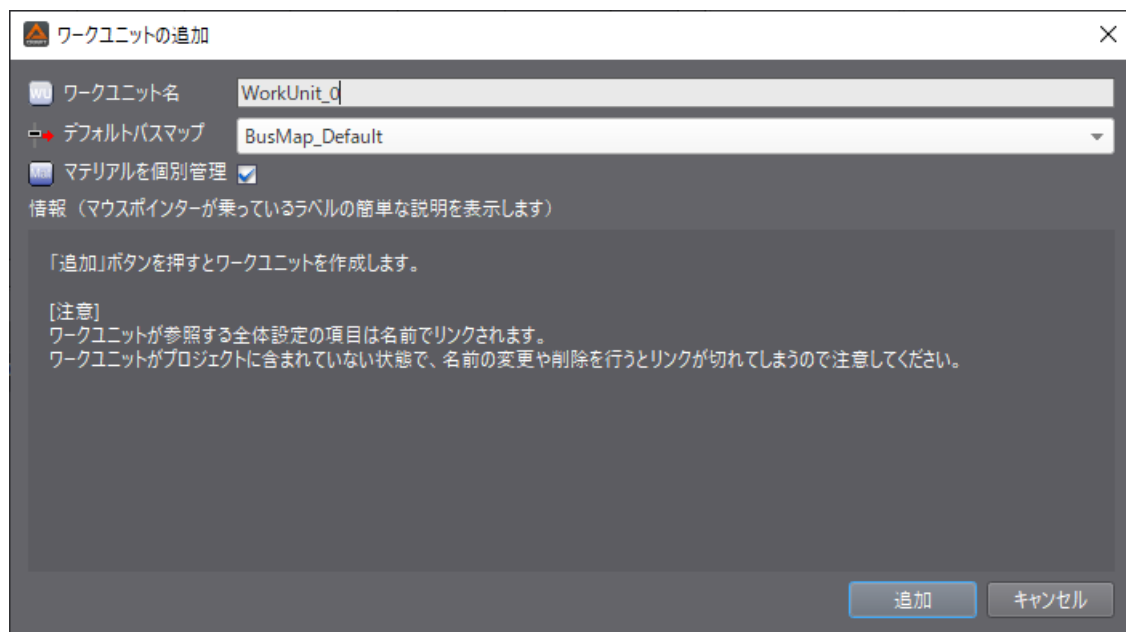 ワークユニットの追加
ワークユニット名 WorkUnit_0
デフォルトバスマップ BusMap_Default
マテリアルを個別管理
情報（マウスポインターが乗っているラベルの簡単な説明を表示します）
「追加」ボタンを押すとワークユニットを作成します。
[注意]
ワークユニットが参照する全体設定の項目は名前でリンクされます。
ワークユニットがプロジェクトに含まれていない状態で、名前の変更や削除を行うとリンクが切れてしまうので注意してください。
追加 キャンセル